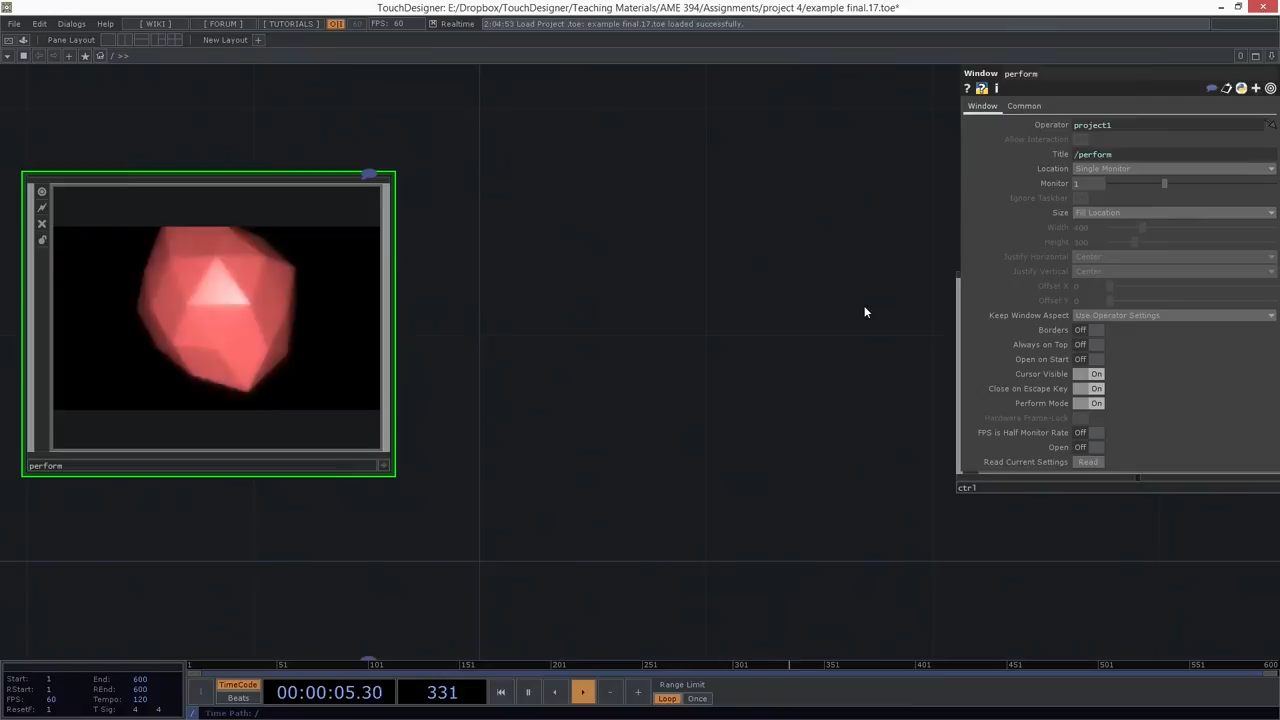 TouchDesigner: E:/Dropbox/TouchDesigner/Teaching Materials/AME 394/Assignments/project 4/example final.17.toe*
File Edit Dialogs Help [ WIKI ] [ FORUM ] [ TUTORIALS ] O|I FPS: 60 Realtime 2:04:53 Load Project .toe: example final.17.toe loaded successfully.
Pane Layout New Layout +
/ >> 0
Window perform
? ? i
Window Common
Operator project1
Allow Interaction
Title /perform
Location Single Monitor
Monitor 1
Ignore Taskbar
Size Fill Location
Width 400
Height 300
Justify Horizontal Center
Justify Vertical Center
Offset X 0
Offset Y 0
Keep Window Aspect Use Operator Settings
Borders Off
Always on Top Off
Open on Start Off
Cursor Visible On
Close on Escape Key On
Perform Mode On
Hardware Frame-Lock
FPS is Half Monitor Rate Off
Open Off
Read Current Settings Read
perform
ctrl
1 51 101 151 201 251 301 351 401 451 501 551 600
Start: 1 End: 600
RStart: 1 REnd: 600
FPS: 60 Tempo: 120
ResetF: 1 T Sig: 4 4
TimeCode
Beats
00:00:05.30 331
Range Limit
Loop Once
/ Time Path: /